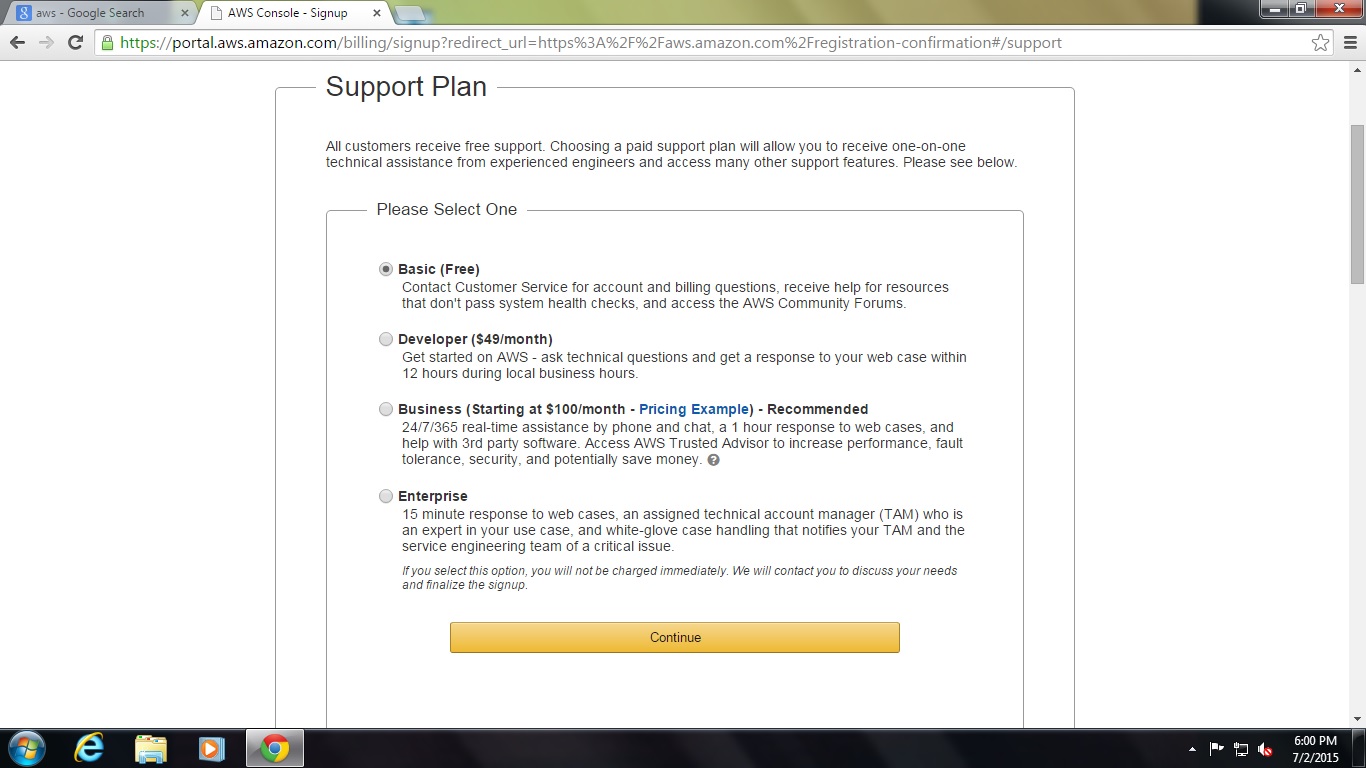 aws - Google Search
AWS Console - Signup
https://portal.aws.amazon.com/billing/signup?redirect_url=https%3A%2F%2Faws.amazon.com%2Fregistration-confirmation#/support
Support Plan
All customers receive free support. Choosing a paid support plan will allow you to receive one-on-one
technical assistance from experienced engineers and access many other support features. Please see below.
Please Select One
Basic (Free)
Contact Customer Service for account and billing questions, receive help for resources
that don't pass system health checks, and access the AWS Community Forums.
Developer ($49/month)
Get started on AWS - ask technical questions and get a response to your web case within
12 hours during local business hours.
Business (Starting at $100/month - Pricing Example) - Recommended
24/7/365 real-time assistance by phone and chat, a 1 hour response to web cases, and
help with 3rd party software. Access AWS Trusted Advisor to increase performance, fault
tolerance, security, and potentially save money. ?
Enterprise
15 minute response to web cases, an assigned technical account manager (TAM) who is
an expert in your use case, and white-glove case handling that notifies your TAM and the
service engineering team of a critical issue.
If you select this option, you will not be charged immediately. We will contact you to discuss your needs
and finalize the signup.
Continue
6:00 PM
7/2/2015